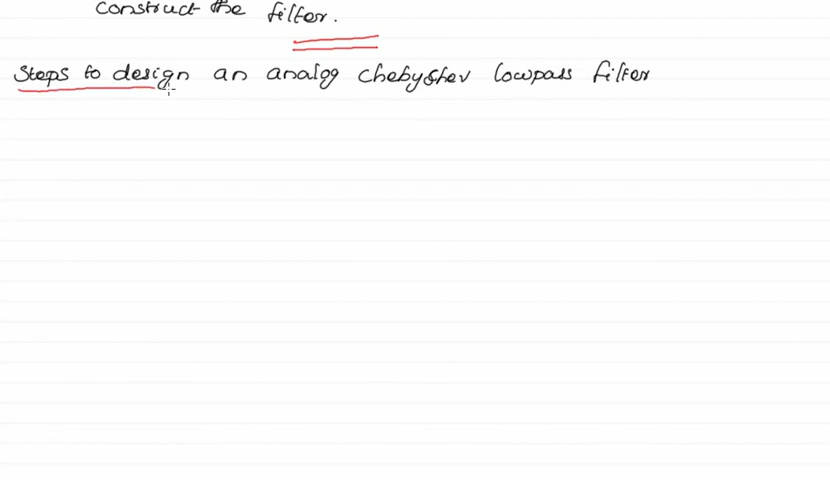 construct the filter.
Steps to design an analog chebyshev lowpass filter